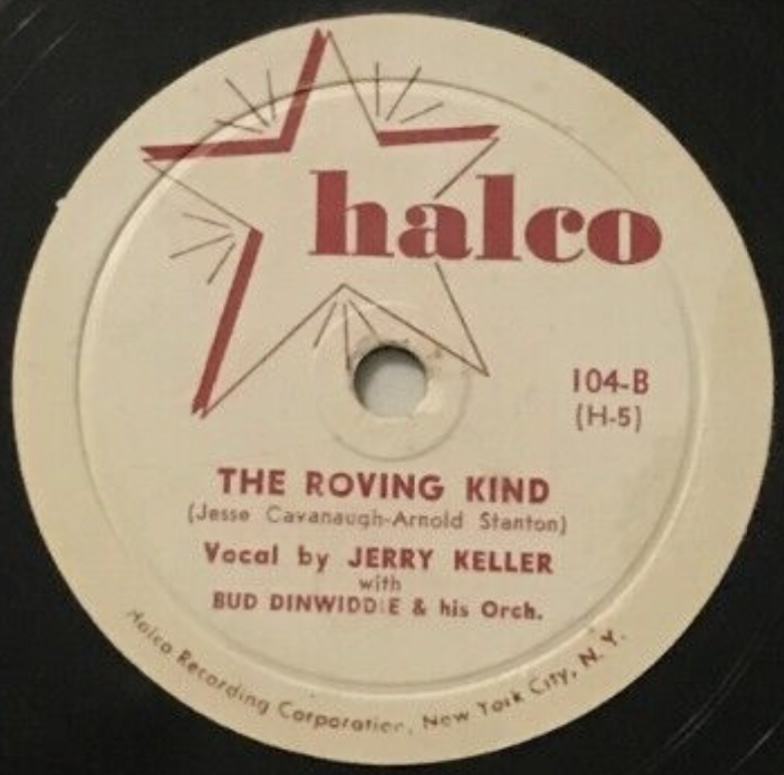 halco
104-B
(H-5)
THE ROVING KIND
(Jesse Cavanaugh-Arnold Stanton)
Vocal by JERRY KELLER
with
BUD DINWIDDIE & his Orch.
Halco Recording Corporation, New York City, N. Y.